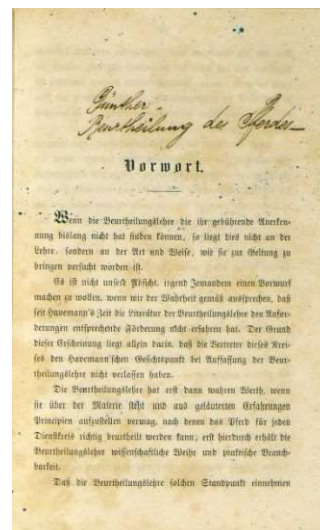 Günther.
Beurtheilung des Pferdes
Vorwort.
Wenn die Beurtheilungslehre die ihr gebührende Anerken-
nung bislang nicht hat finden können, so liegt dies nicht an der
Lehre, sondern an der Art und Weise, wie sie zur Geltung zu
bringen versucht worden ist.
Es ist nicht unsere Absicht, irgend Jemandem einen Vorwurf
machen zu wollen, wenn wir der Wahrheit gemäß aussprechen, daß
seit Havemann's Zeit die Literatur der Beurtheilungslehre den Anfor-
derungen entsprechende Förderung nicht erfahren hat. Der Grund
dieser Erscheinung liegt allein darin, daß die Vertreter dieses Krei-
ses den Havemann'schen Gesichtspunkt bei Auffassung der Beur-
theilungslehre nicht verlassen haben.
Die Beurtheilungslehre hat erst dann wahren Werth, wenn
sie über der Materie steht und aus geläuterten Erfahrungen
Principien aufzustellen vermag, nach denen das Pferd für jeden
Dienstkreis richtig beurtheilt werden kann; erst hierdurch erhält die
Beurtheilungslehre wissenschaftliche Weihe und praktische Brauch-
barkeit.
Daß die Beurtheilungslehre solchen Standpunkt einnehmen